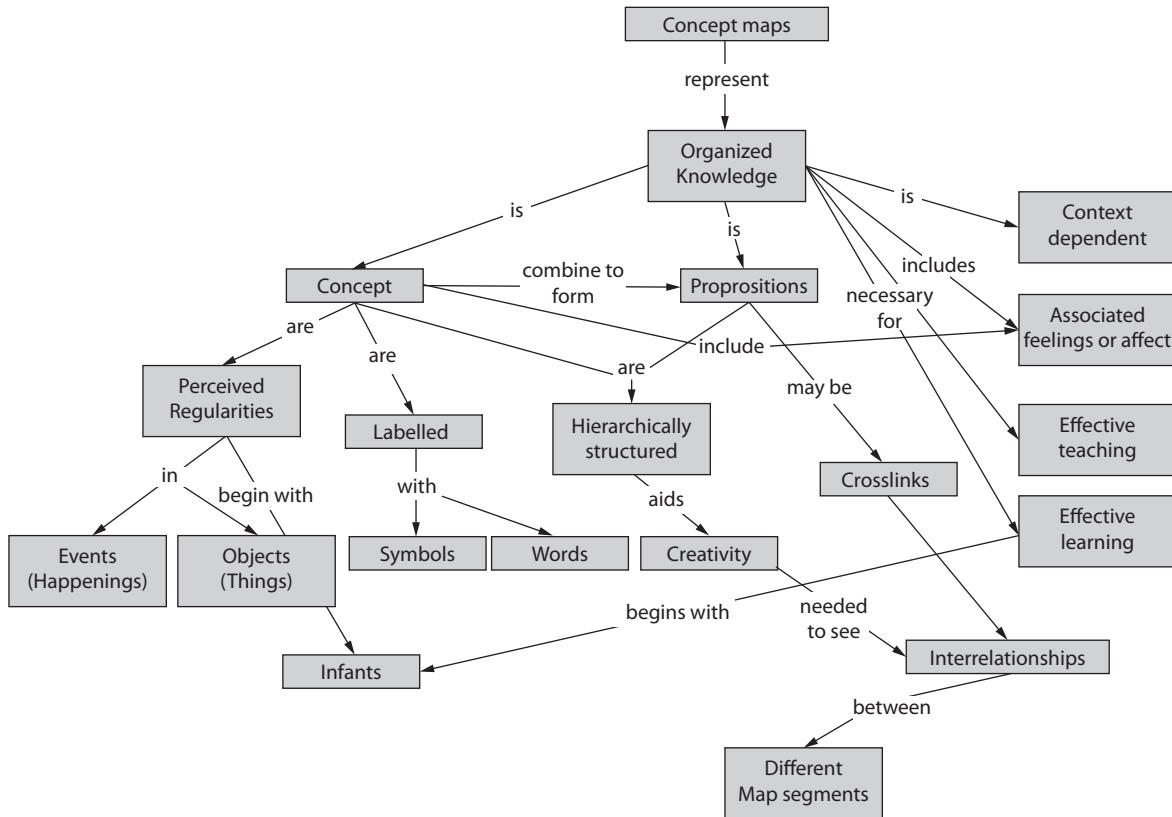 Concept maps
represent
Organized
Knowledge
is
is
is
Context
dependent
Concept
combine to
form
Proprositions
includes
necessary
for
Associated
feelings or affect
include
are
are
are
may be
Perceived
Regularities
Labelled
Hierarchically
structured
Effective
teaching
in
begin with
with
aids
Crosslinks
Effective
learning
Events
(Happenings)
Objects
(Things)
Symbols
Words
Creativity
begins with
needed
to see
Infants
Interrelationships
between
Different
Map segments